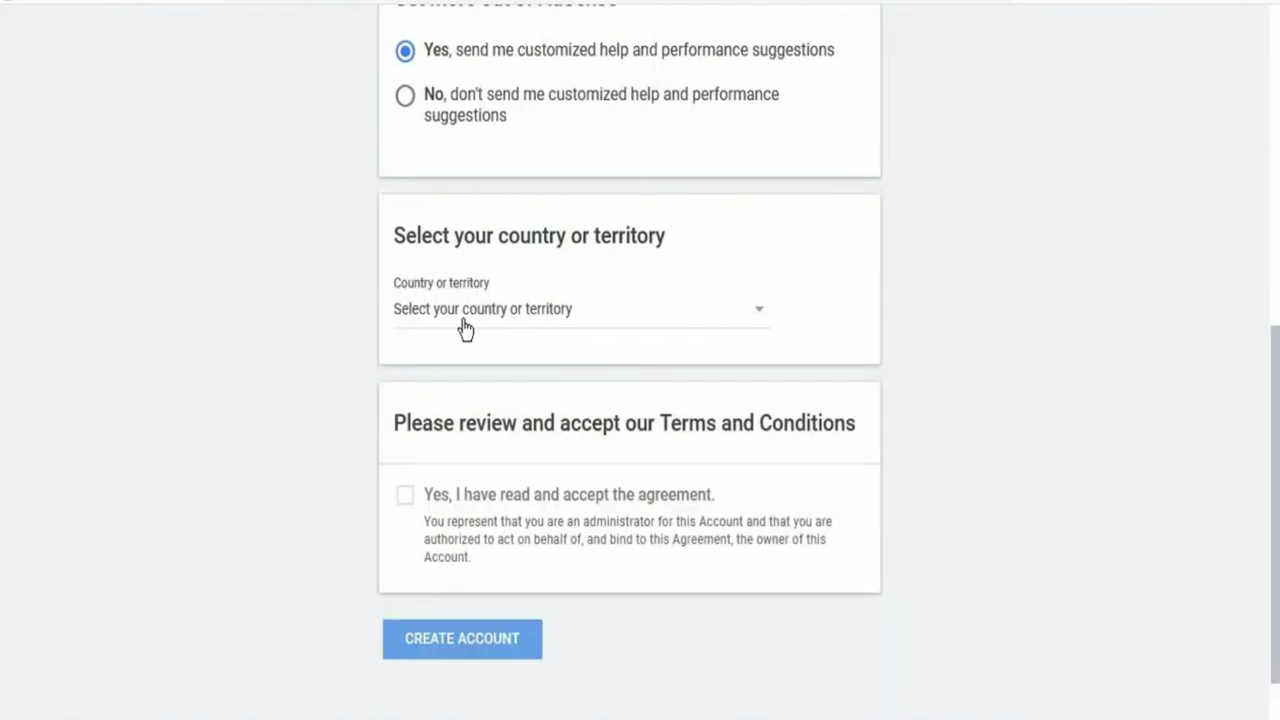 Yes, send me customized help and performance suggestions
No, don't send me customized help and performance
suggestions
Select your country or territory
Country or territory
Select your country or territory
Please review and accept our Terms and Conditions
Yes, I have read and accept the agreement.
You represent that you are an administrator for this Account and that you are
authorized to act on behalf of, and bind to this Agreement, the owner of this
Account.
CREATE ACCOUNT